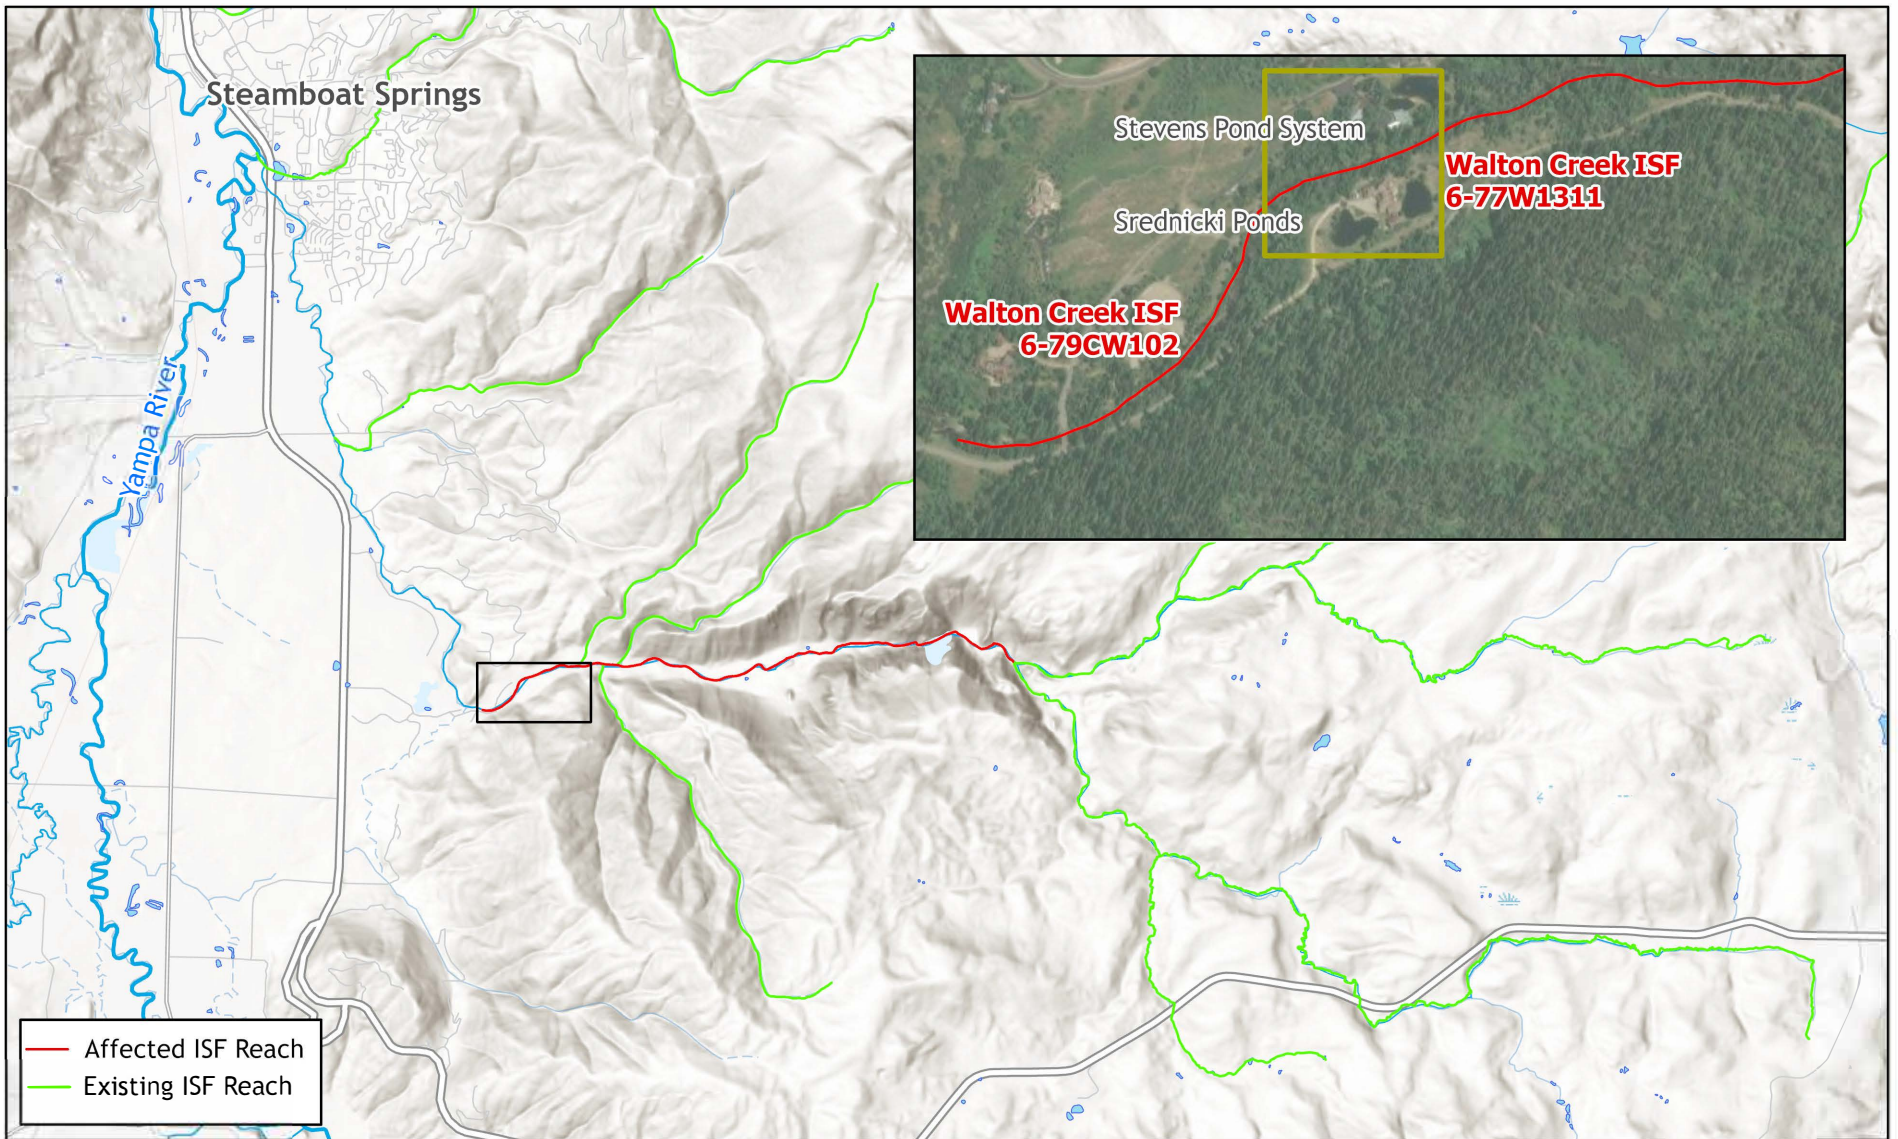 Steamboat Springs
Stevens Pond System
Walton Creek ISF
6-77W1311
Srednicki Ponds
Walton Creek ISF
6-79CW102
Yampa River
Affected ISF Reach
Existing ISF Reach